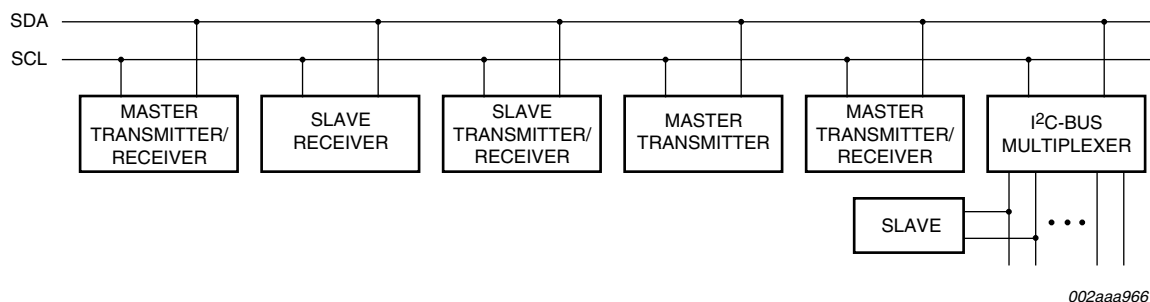 SDA
SCL
MASTER
TRANSMITTER/
RECEIVER
SLAVE
RECEIVER
SLAVE
TRANSMITTER/
RECEIVER
MASTER
TRANSMITTER
MASTER
TRANSMITTER/
RECEIVER
I²C-BUS
MULTIPLEXER
SLAVE
002aaa966